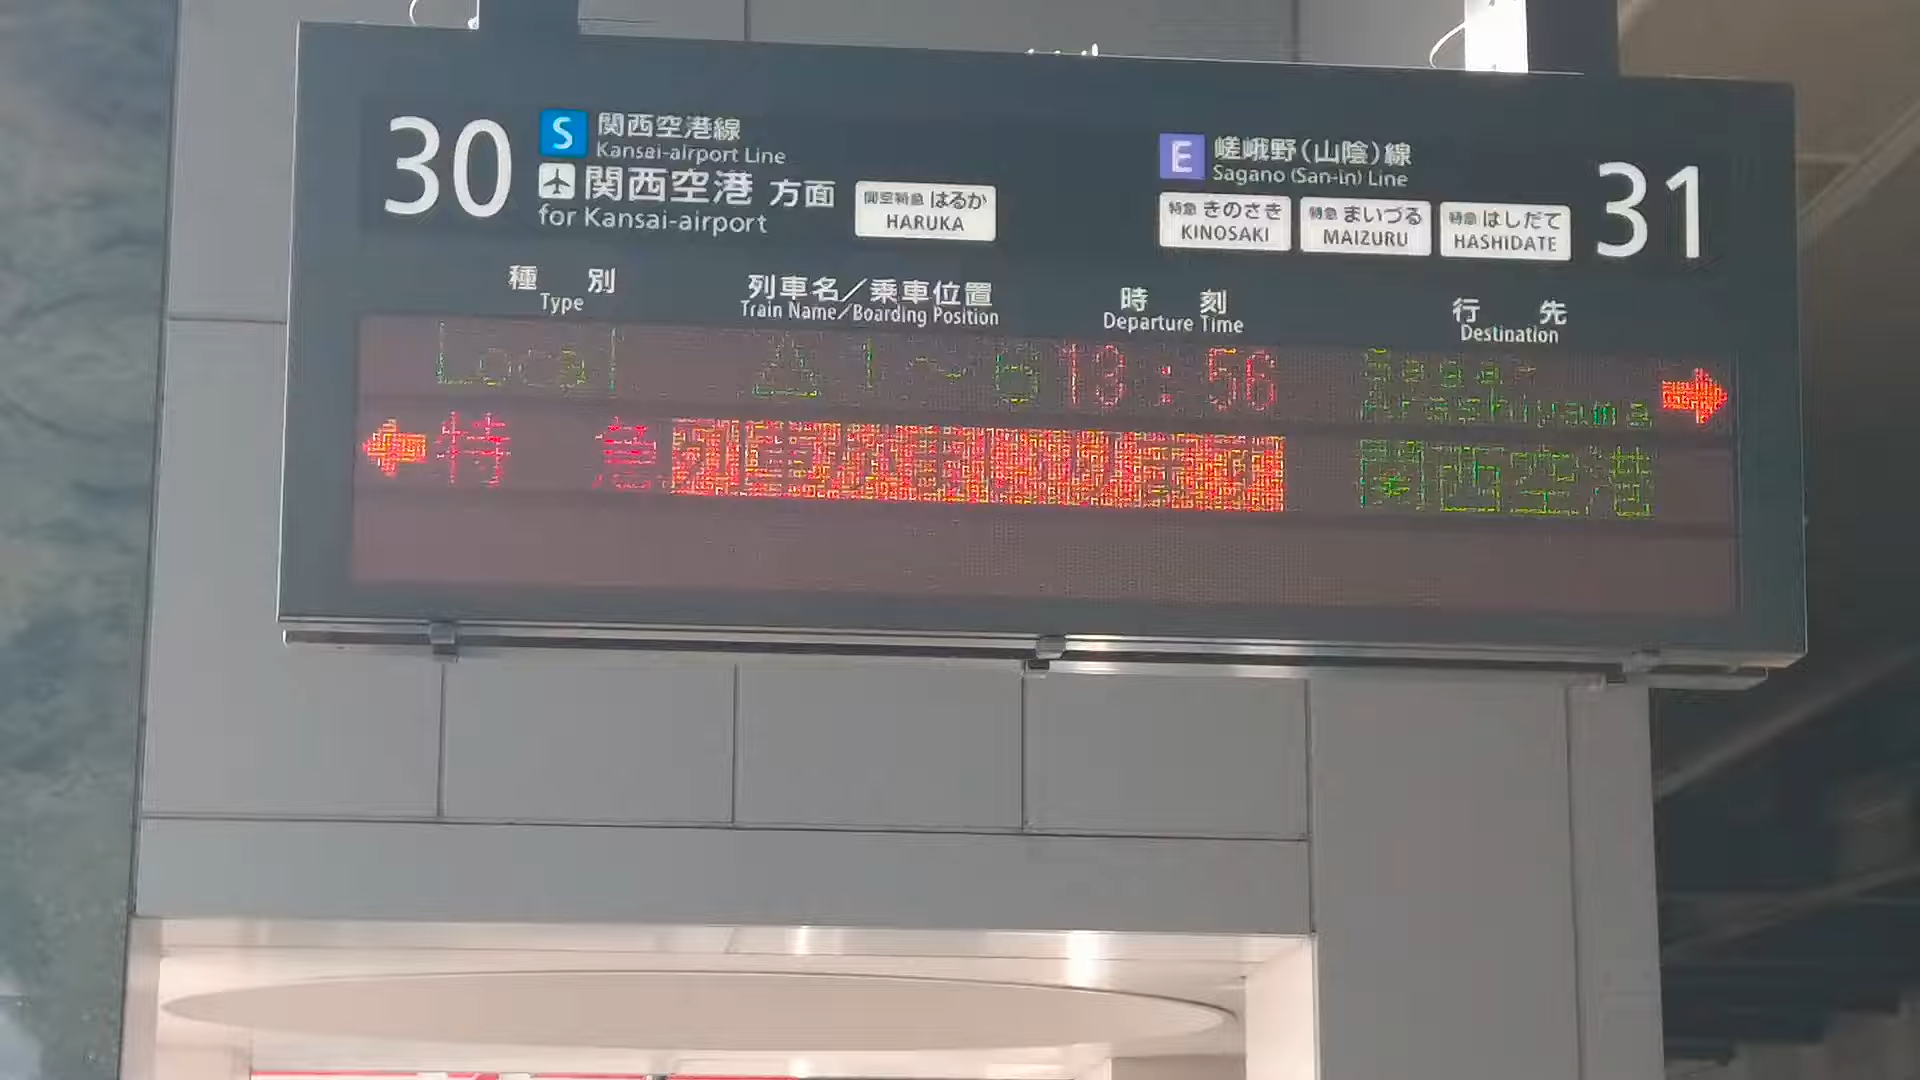 30
S 関西空港線
Kansai-airport Line
関西空港 方面
for Kansai-airport
関空特急 はるか
HARUKA
E 嵯峨野(山陰)線
Sagano (San-in) Line
特急 きのさき
KINOSAKI
特急 まいづる
MAIZURU
特急 はしだて
HASHIDATE
31
種別
Type
列車名/乗車位置
Train Name/Boarding Position
時刻
Departure Time
行先
Destination
Local △1~6 13:56 Saga-Arashiyama
特急 関西空港